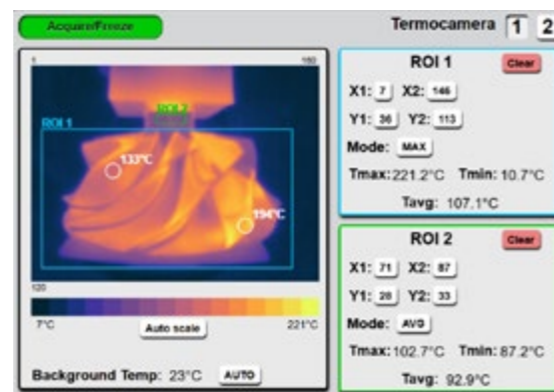 Acquare/Freeze
Termocamera 1 2
1 160
ROI 2
ROI 1
133°C
194°C
120
7°C Auto scale 221°C
Background Temp: 23°C AUTO
ROI 1 Clear
X1: 7 X2: 146
Y1: 36 Y2: 113
Mode: MAX
Tmax: 221.2°C Tmin: 10.7°C
Tavg: 107.1°C
ROI 2 Clear
X1: 71 X2: 87
Y1: 28 Y2: 33
Mode: AVG
Tmax: 102.7°C Tmin: 87.2°C
Tavg: 92.9°C